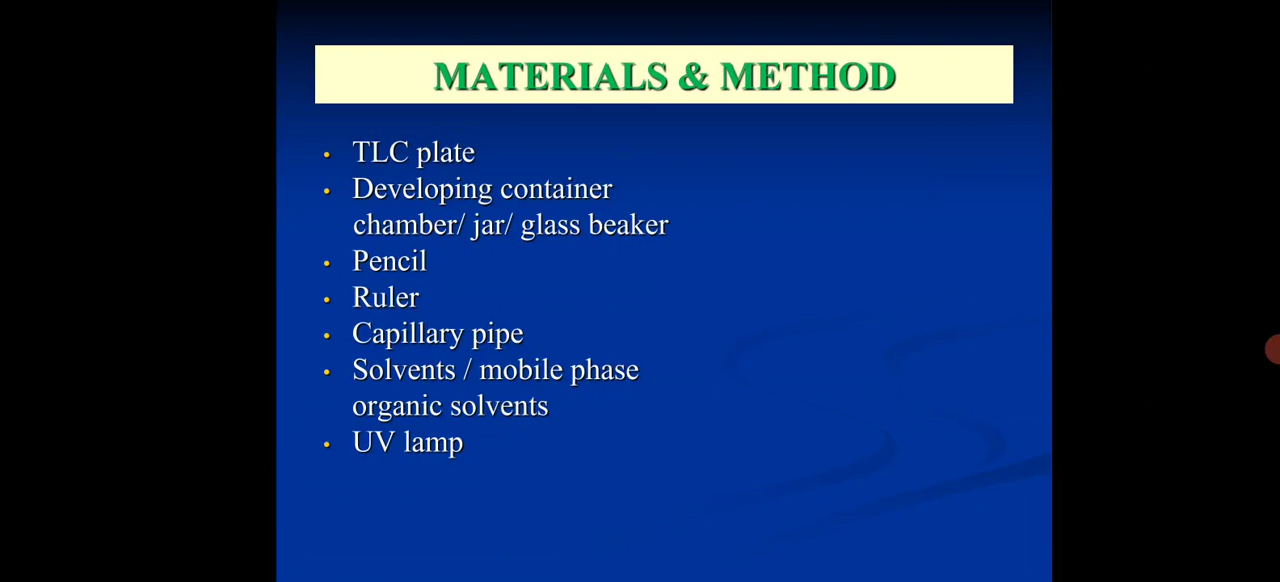 MATERIALS & METHOD
• TLC plate
• Developing container
chamber/ jar/ glass beaker
• Pencil
• Ruler
• Capillary pipe
• Solvents / mobile phase
organic solvents
• UV lamp